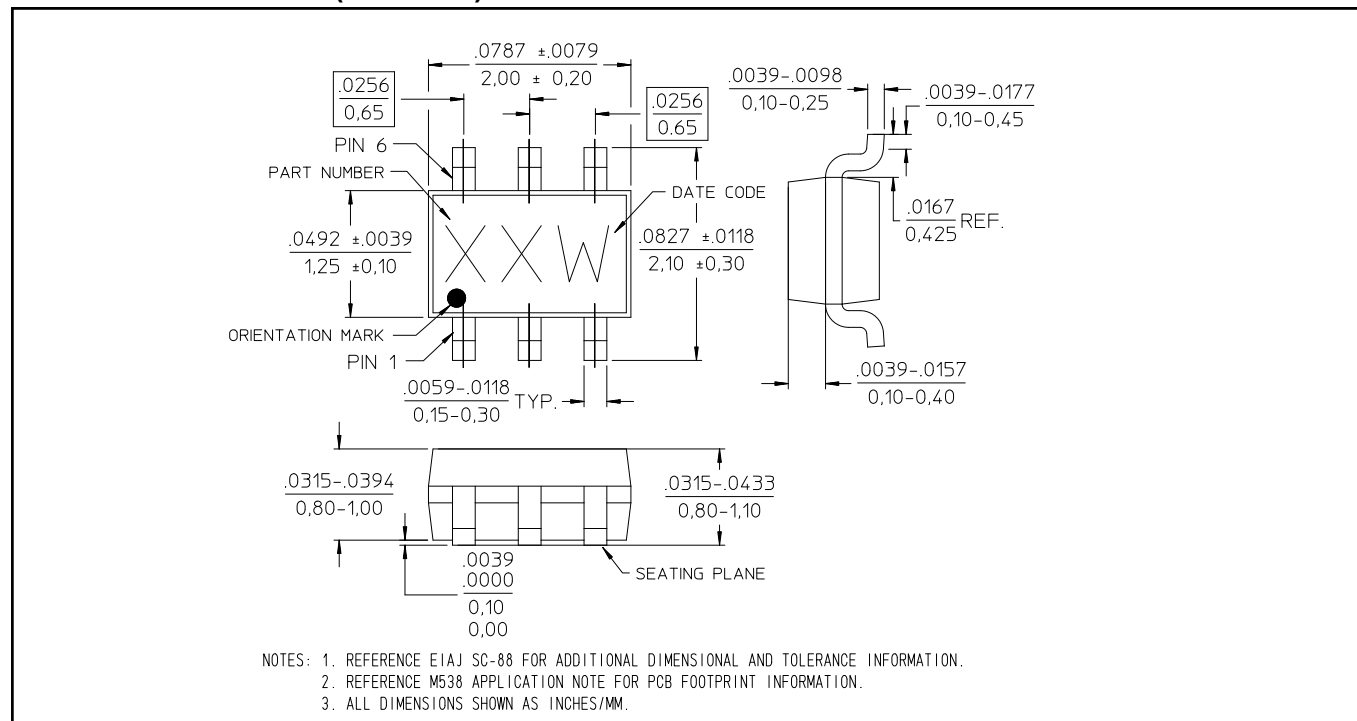 .0787 ±.0079
2,00 ± 0,20
.0256
0,65
.0256
0.65
.0039-.0098
0,10-0,25
.0039-.0177
0,10-0,45
PIN 6
PART NUMBER
DATE CODE
.0492 ±.0039
1,25 ±0,10
XXW
.0827 ±.0118
2,10 ±0,30
.0167
0,425
REF.
ORIENTATION MARK
PIN 1
.0059-.0118
0,15-0,30
TYP.
.0039-.0157
0,10-0,40
.0315-.0394
0,80-1,00
.0315-.0433
0,80-1,10
.0039
.0000
0,10
0,00
SEATING PLANE
NOTES: 1. REFERENCE EIAJ SC-88 FOR ADDITIONAL DIMENSIONAL AND TOLERANCE INFORMATION.
2. REFERENCE M538 APPLICATION NOTE FOR PCB FOOTPRINT INFORMATION.
3. ALL DIMENSIONS SHOWN AS INCHES/MM.